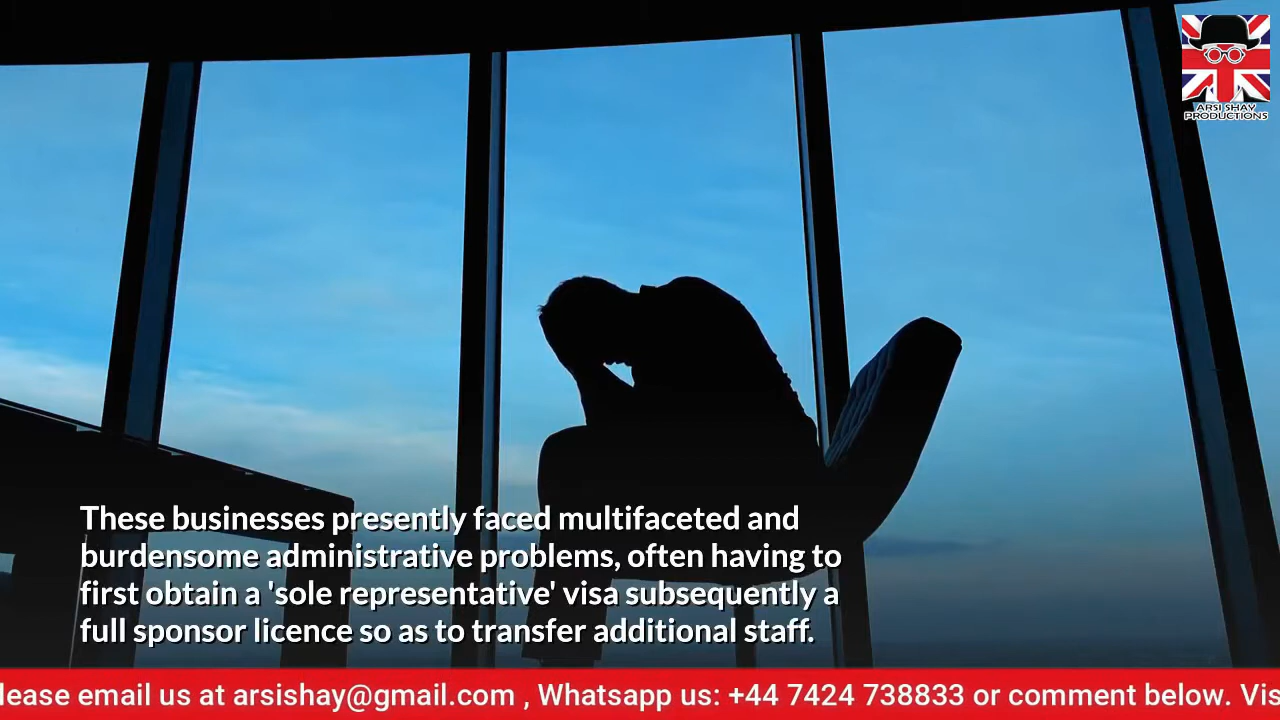 ARSI SHAY
PRODUCTIONS
These businesses presently faced multifaceted and
burdensome administrative problems, often having to
first obtain a 'sole representative' visa subsequently a
full sponsor licence so as to transfer additional staff.
lease email us at arsishay@gmail.com , Whatsapp us: +44 7424 738833 or comment below. Vis